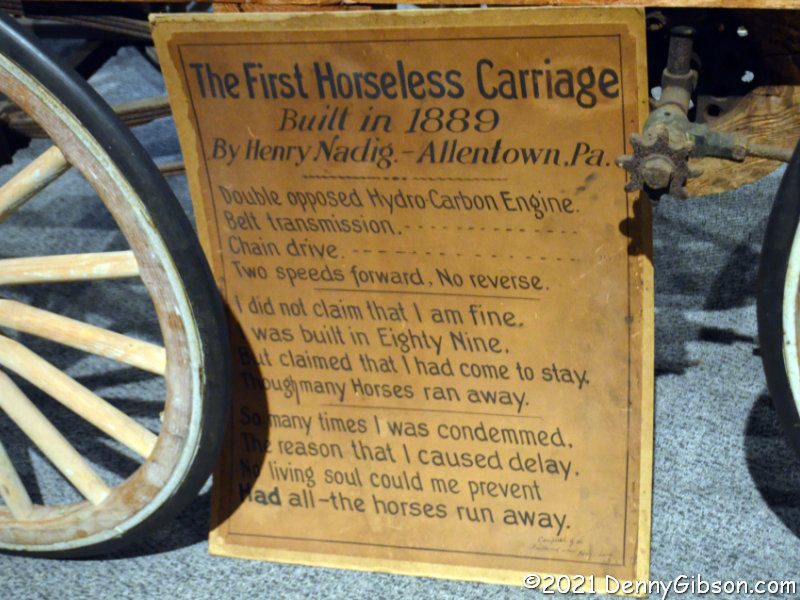 The First Horseless Carriage
Built in 1889
By Henry Nadig. - Allentown, Pa.
Double opposed Hydro-Carbon Engine.
Belt transmission.
Chain drive.
Two speeds forward, No reverse.
I did not claim that I am fine,
I was built in Eighty Nine,
But claimed that I had come to stay,
Though many Horses ran away.
So many times I was condemmed,
The reason that I caused delay.
No living soul could me prevent
Had all-the horses run away.
©2021 DennyGibson.com